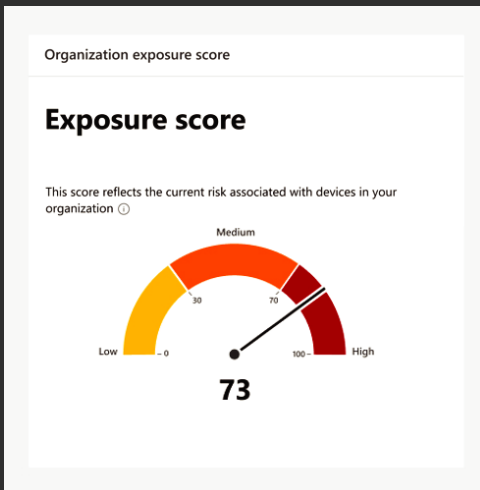 Organization exposure score
Exposure score
This score reflects the current risk associated with devices in your
organization
Medium
30
70
Low
0
100
High
73